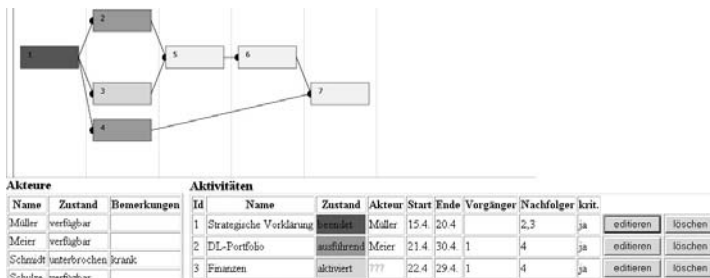 2
1
5
6
3
7
4
Akteure
Name Zustand Bemerkungen
Müller verfügbar
Meier verfügbar
Schmidt unterbrochen krank
Schulze verfügbar
Aktivitäten
Id Name Zustand Akteur Start Ende Vorgänger Nachfolger krit.
1 Strategische Vorklärung beendet Müller 15.4. 20.4 2,3 ja editieren löschen
2 DL-Portfolio ausführend Meier 21.4. 30.4. 1 4 ja editieren löschen
3 Finanzen aktiviert ??? 22.4 29.4. 1 4 ja editieren löschen